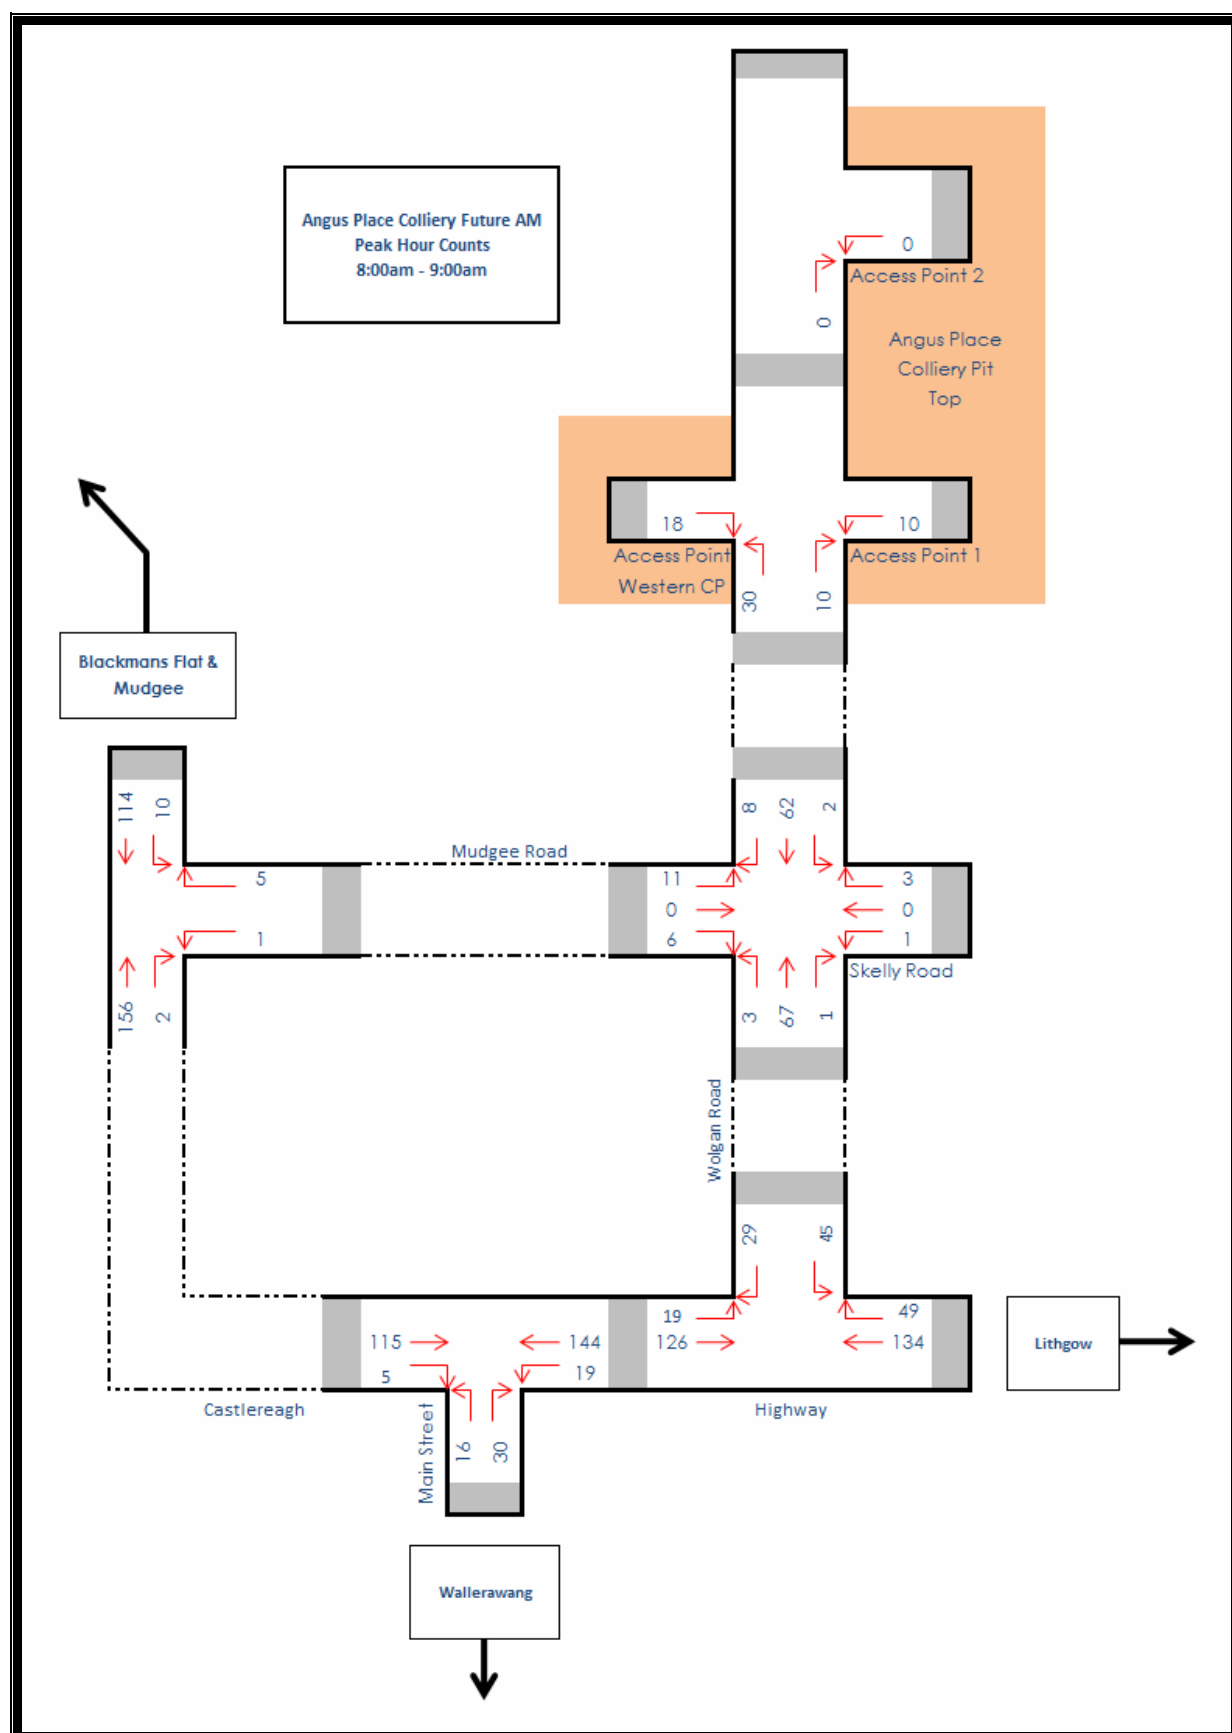 Angus Place Colliery Future AM
Peak Hour Counts
8:00am - 9:00am
0
Access Point 2
0
Angus Place
Colliery Pit
Top
18
10
Access Point
Western CP
Access Point 1
30
10
Blackmans Flat &
Mudgee
114
10
8
62
2
Mudgee Road
5
1
11
0
6
3
0
1
Skelly Road
156
2
3
67
1
Wolgan Road
29
45
19
126
49
134
Lithgow
115
5
144
19
Castlereagh
Highway
Main Street
16
30
Wallerawang